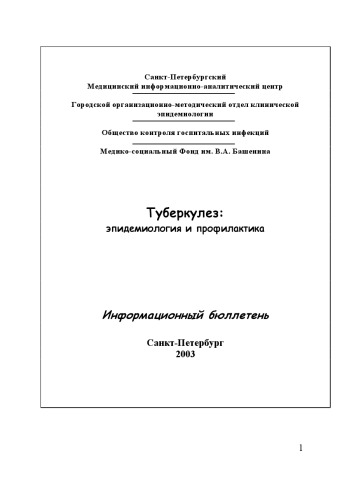 Санкт-Петербургский
Медицинский информационно-аналитический центр
Городской организационно-методический отдел клинической
эпидемиологии
Общество контроля госпитальных инфекций
Медико-социальный Фонд им. В.А. Башенина
Туберкулез:
эпидемиология и профилактика
Информационный бюллетень
Санкт-Петербург
2003
1